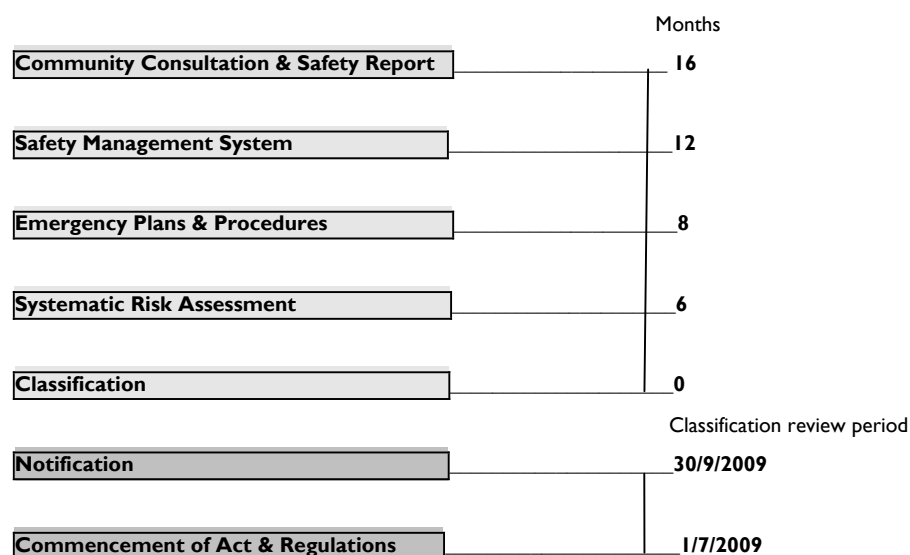 Months
Community Consultation & Safety Report 16
Safety Management System 12
Emergency Plans & Procedures 8
Systematic Risk Assessment 6
Classification 0
Classification review period
Notification 30/9/2009
Commencement of Act & Regulations 1/7/2009